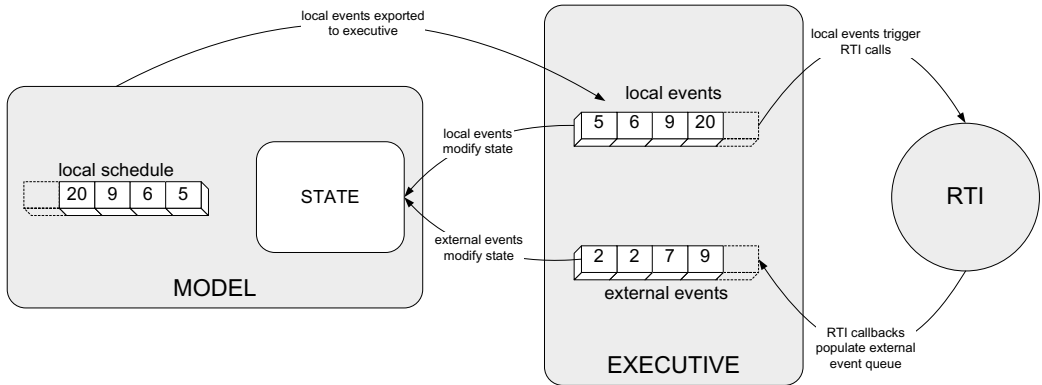 local events exported
to executive
local events trigger
RTI calls
local events
5 6 9 20
local events
modify state
local schedule
20 9 6 5
STATE
RTI
external events
modify state
2 2 7 9
external events
MODEL
RTI callbacks
populate external
event queue
EXECUTIVE